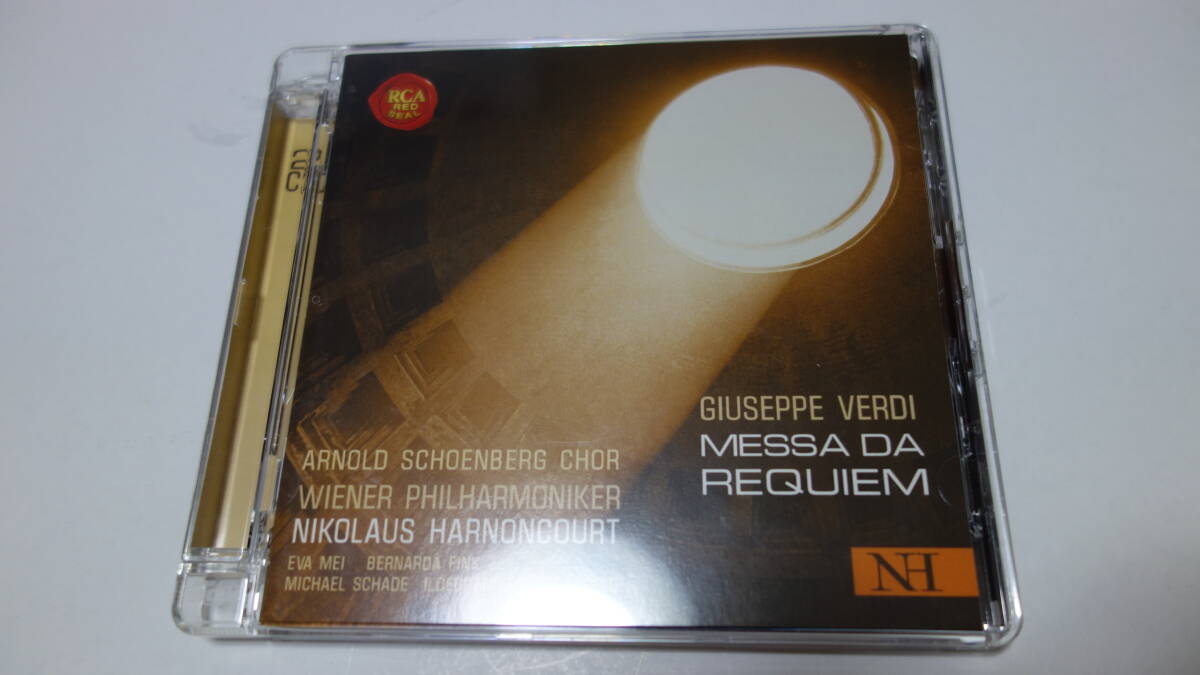 RCA
RED
SEAL
GIUSEPPE VERDI
MESSA DA
REQUIEM
ARNOLD SCHOENBERG CHOR
WIENER PHILHARMONIKER
NIKOLAUS HARNONCOURT
EVA MEI BERNARDA FINK
MICHAEL SCHADE
NH